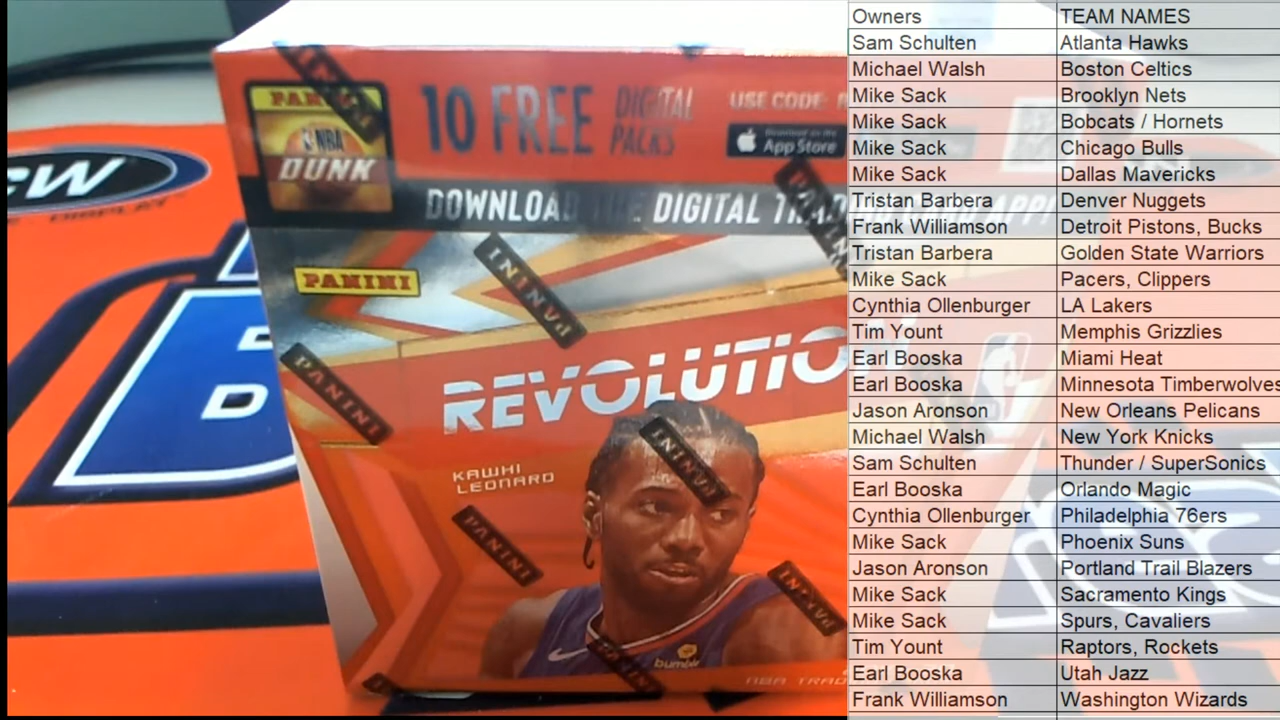 10 FREE DIGITAL PACKS
USE CODE:
PANINI
NBA
DUNK
Download on the
App Store
DOWNLOAD DIGITAL
PANINI
PANINI
REVOLUTIO
KAWHI
LEONARD
PANINI
PANINI
PANINI
PANINI
PANINI
bumble
Owners TEAM NAMES
Sam Schulten Atlanta Hawks
Michael Walsh Boston Celtics
Mike Sack Brooklyn Nets
Mike Sack Bobcats / Hornets
Mike Sack Chicago Bulls
Mike Sack Dallas Mavericks
Tristan Barbera Denver Nuggets
Frank Williamson Detroit Pistons, Bucks
Tristan Barbera Golden State Warriors
Mike Sack Pacers, Clippers
Cynthia Ollenburger LA Lakers
Tim Yount Memphis Grizzlies
Earl Booska Miami Heat
Earl Booska Minnesota Timberwolves
Jason Aronson New Orleans Pelicans
Michael Walsh New York Knicks
Sam Schulten Thunder / SuperSonics
Earl Booska Orlando Magic
Cynthia Ollenburger Philadelphia 76ers
Mike Sack Phoenix Suns
Jason Aronson Portland Trail Blazers
Mike Sack Sacramento Kings
Mike Sack Spurs, Cavaliers
Tim Yount Raptors, Rockets
Earl Booska Utah Jazz
Frank Williamson Washington Wizards